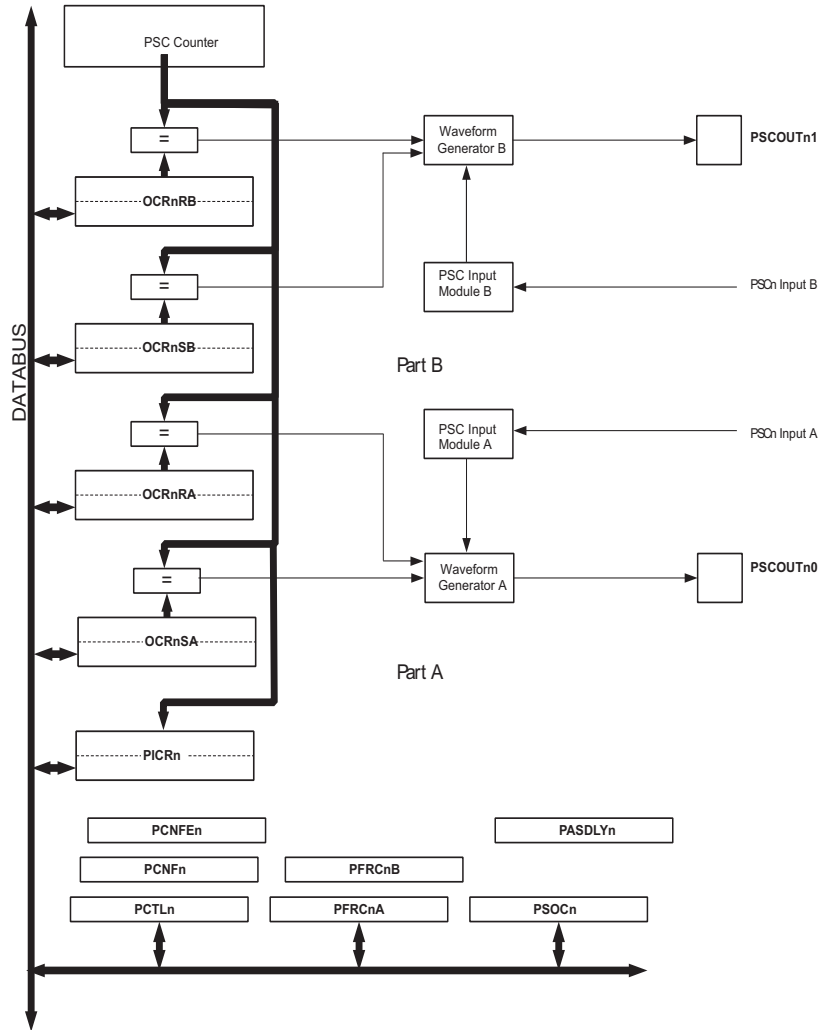 PSC Counter
=
Waveform
Generator B
PSCOUTn1
OCRnRB
=
PSC Input
Module B
PSCn Input B
OCRnSB
DATABUS
Part B
=
PSC Input
Module A
PSCn Input A
OCRnRA
=
Waveform
Generator A
PSCOUTn0
OCRnSA
Part A
PICRn
PCNFEn
PASDLYn
PCNFn
PFRCnB
PCTLn
PFRCnA
PSOCn